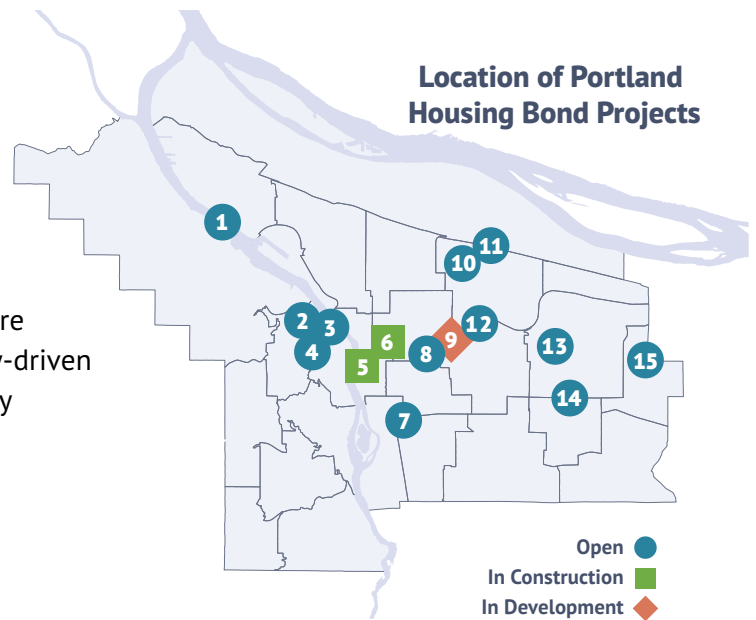 Location of Portland
Housing Bond Projects
1
11
10
2
3
12
6
9
13
4
8
15
5
14
7
re
-driven
y
Open
In Construction
In Development